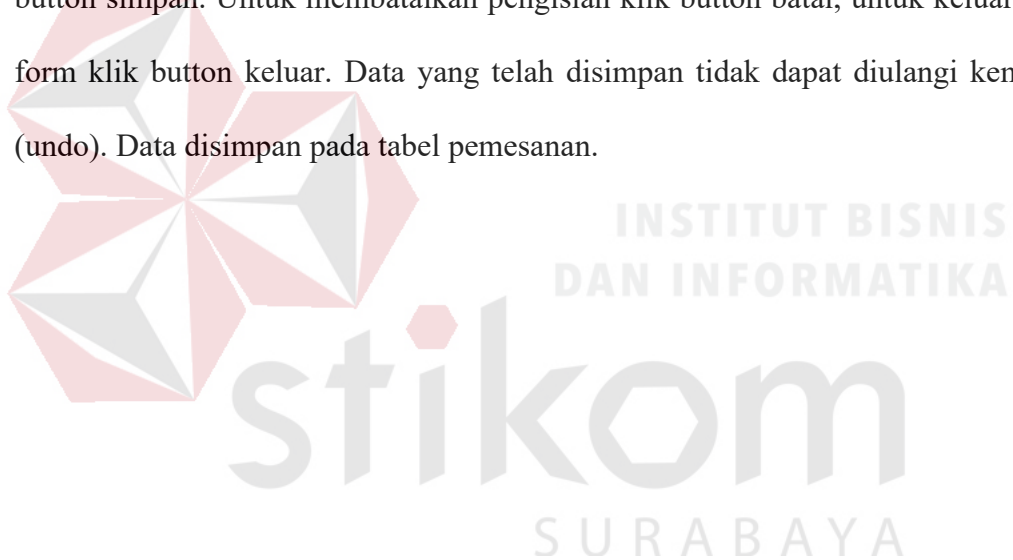 button simpan. Untuk membatalkan pengisian klik button batal, untuk keluar
form klik button keluar. Data yang telah disimpan tidak dapat diulangi ken
(undo). Data disimpan pada tabel pemesanan.
INSTITUT BISNIS
DAN INFORMATIKA
stikom
SURABAYA